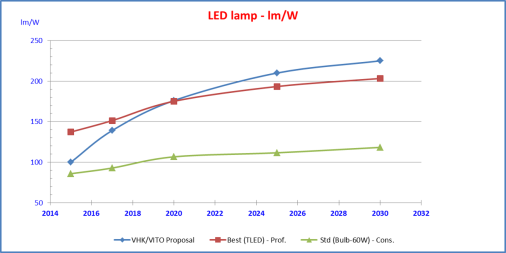 LED lamp - lm/W
lm/W
250
200
150
100
50
2014 2016 2018 2020 2022 2024 2026 2028 2030 2032
VHK/VITO Proposal Best (TLED) - Prof. Std (Bulb-60W) - Cons.